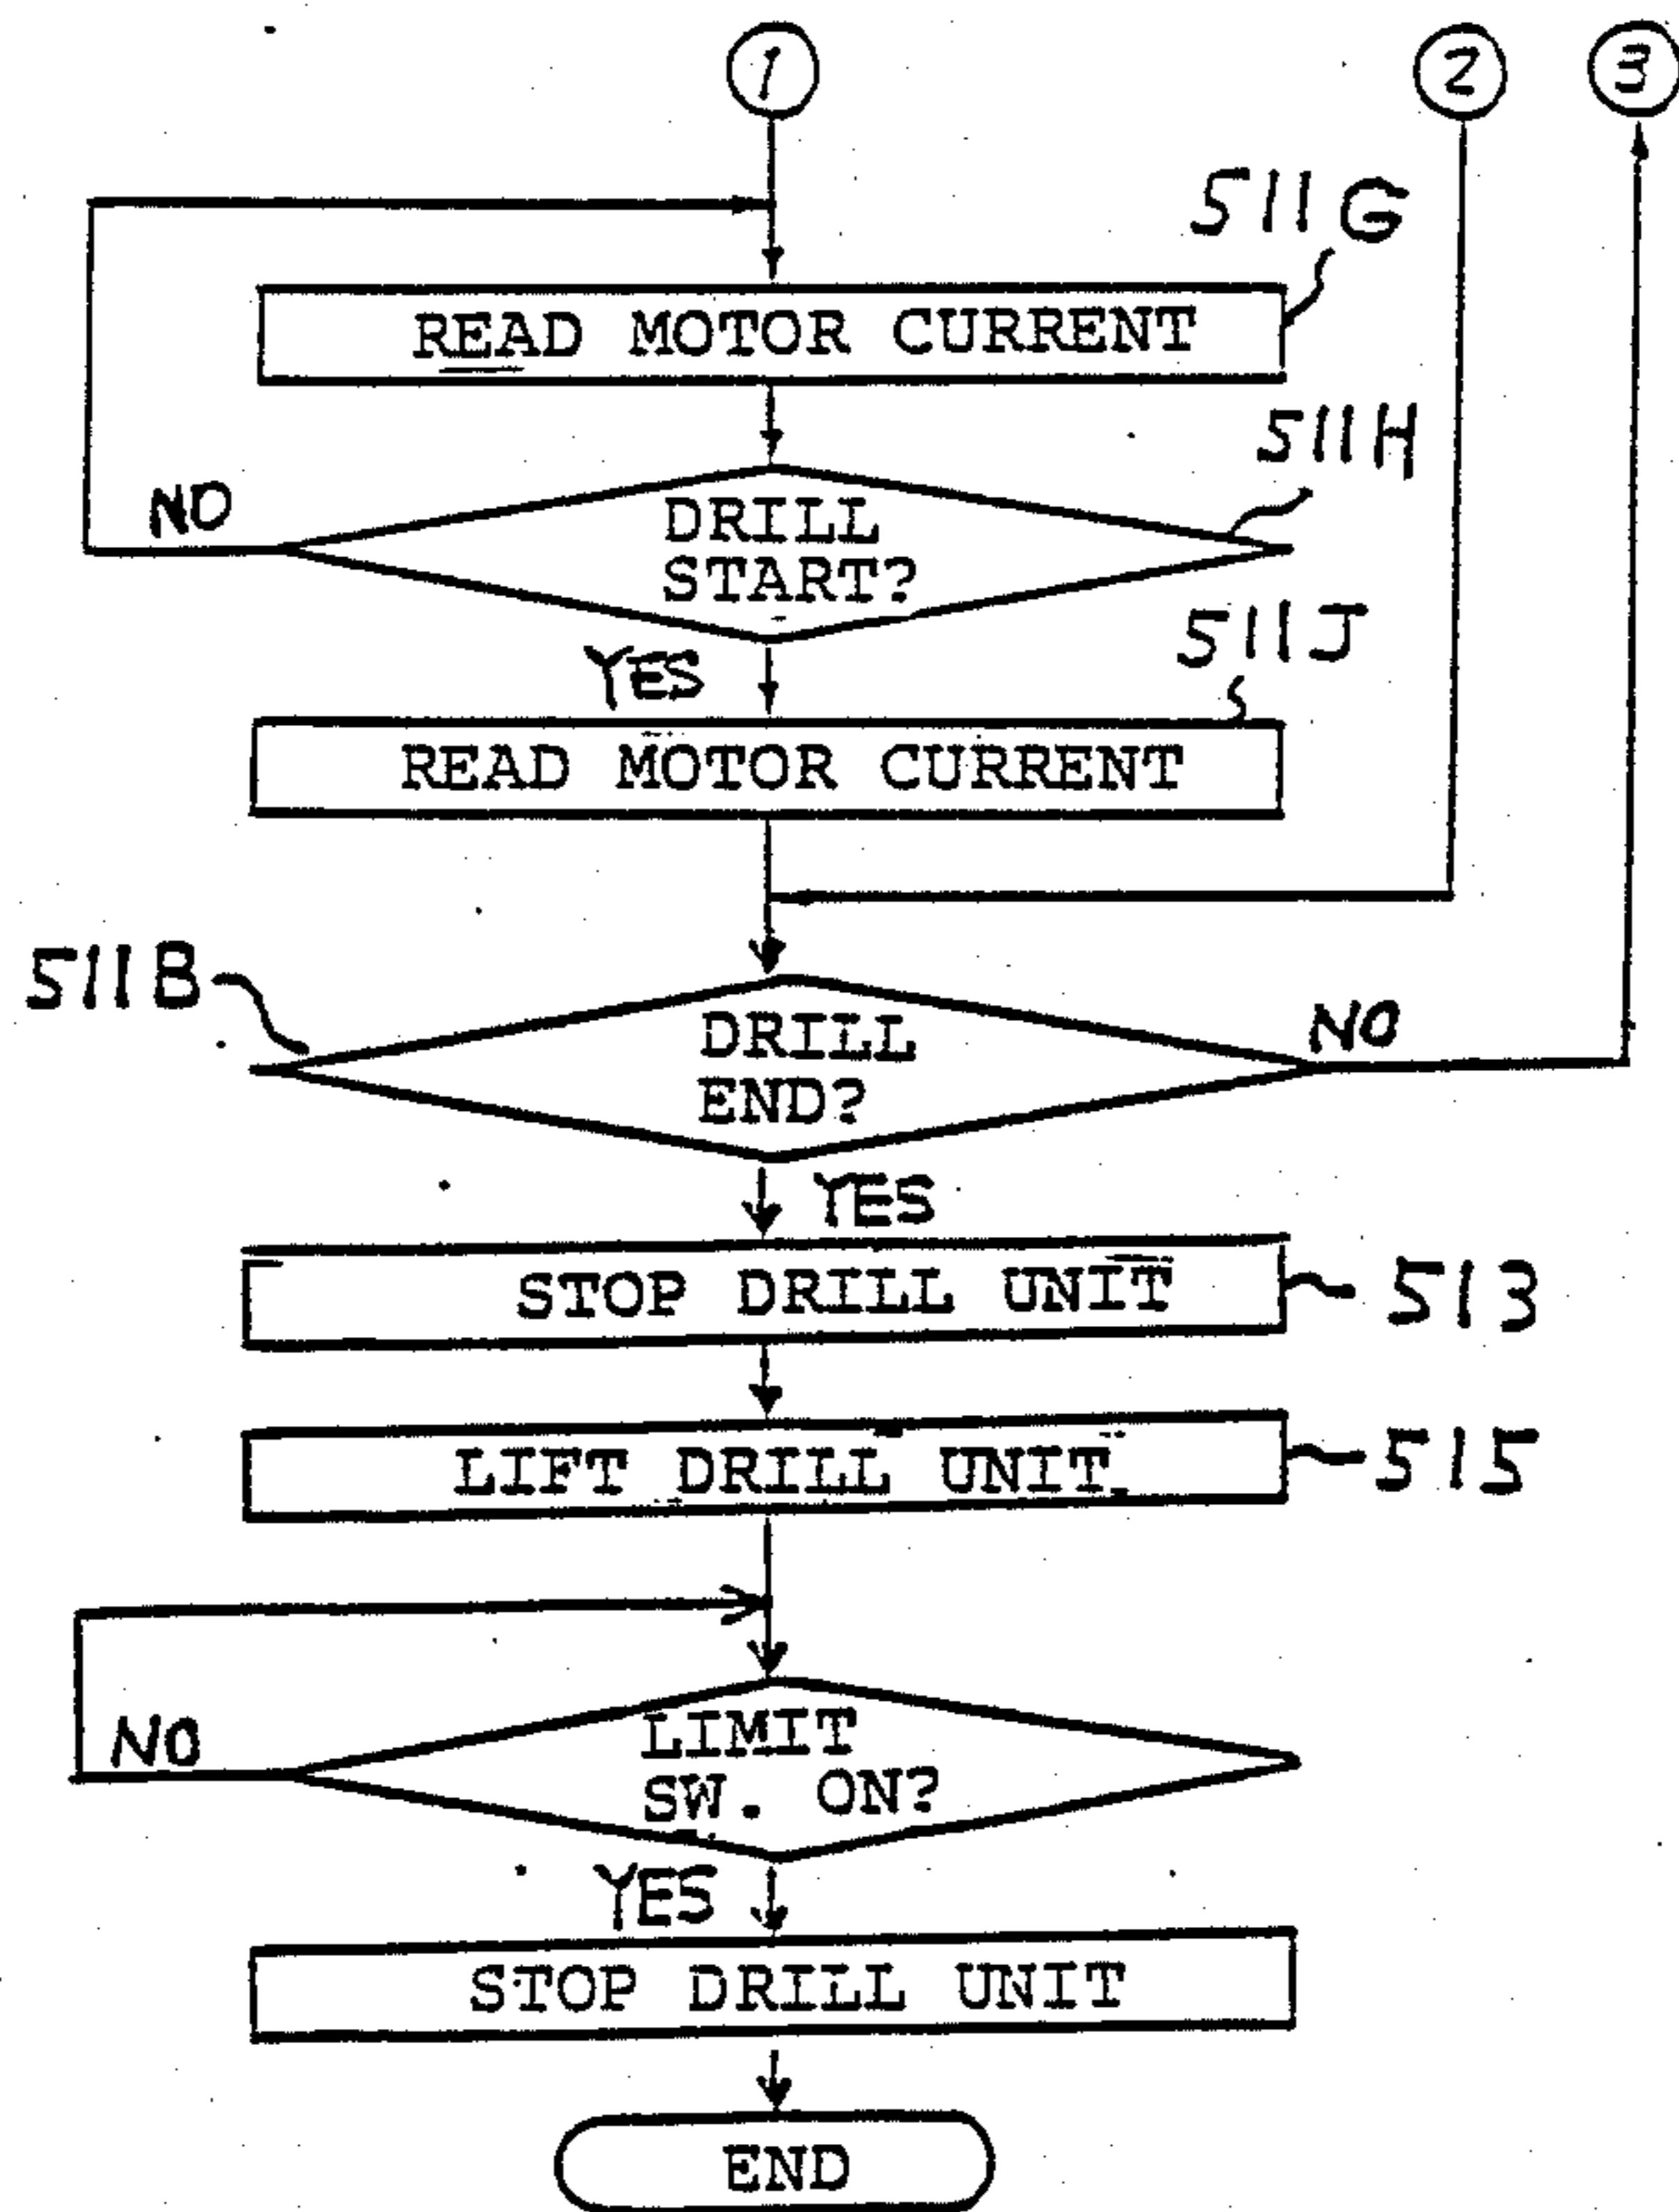 1
2
3
511G
READ MOTOR CURRENT
511H
NO
DRILL
START?
511J
YES
READ MOTOR CURRENT
511B
DRILL
END?
NO
YES
STOP DRILL UNIT
513
LIFT DRILL UNIT
515
LIMIT
SW. ON?
NO
YES
STOP DRILL UNIT
END